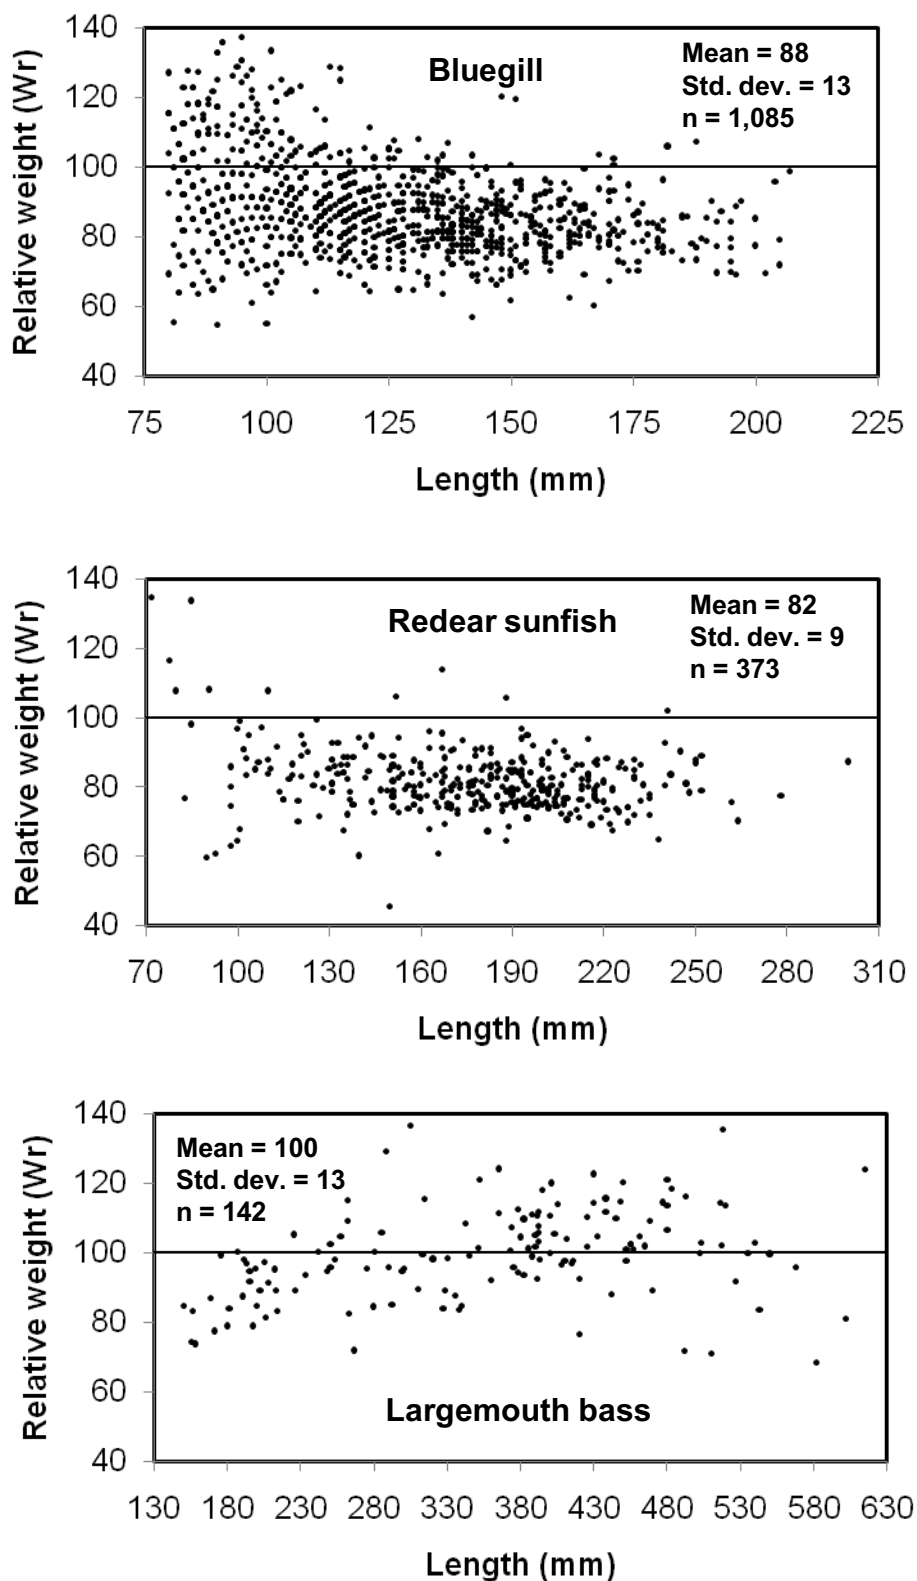 140
120
100
80
60
40
Relative weight (Wr)
Bluegill
Mean = 88
Std. dev. = 13
n = 1,085
75 100 125 150 175 200 225
Length (mm)
140
120
100
80
60
40
Relative weight (Wr)
Redear sunfish
Mean = 82
Std. dev. = 9
n = 373
70 100 130 160 190 220 250 280 310
Length (mm)
140
120
100
80
60
40
Relative weight (Wr)
Mean = 100
Std. dev. = 13
n = 142
Largemouth bass
130 180 230 280 330 380 430 480 530 580 630
Length (mm)